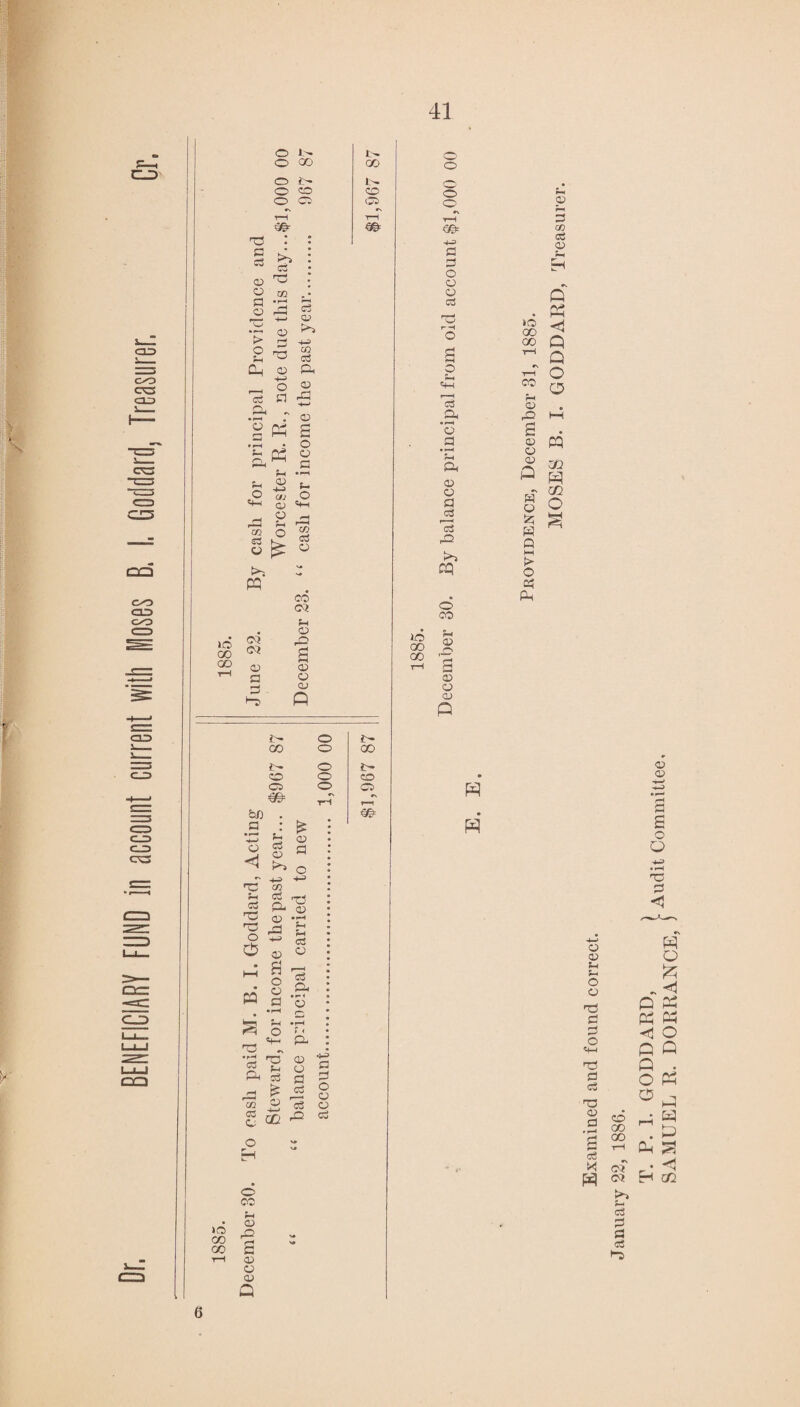 41
Dr. BENEFICIARY FUND in account current with Moses B. I. Goddard, Treasurer. Cr.
1885.
December 30. To cash paid M. B. I. Goddard, Acting
Steward, for income the past year... $967 87
“ “ balance principal carried to new
account............ 1,000 00
$1,967 87
1885.
June 22. By cash for principal Providence and
Worcester R. R., note due this day...$1,000 00
December 23. “ cash for income the past year.......... 967 87
$1,967 87
1885.
December 30. By balance principal from old account $1,000 00
E. E.
PROVIDENCE, December 31, 1885.
MOSES B. I. GODDARD, Treasurer.
Examined and found correct.
January 22, 1886.
T. P. I. GODDARD,
SAMUEL R. DORRANCE, } Audit Committee.
6